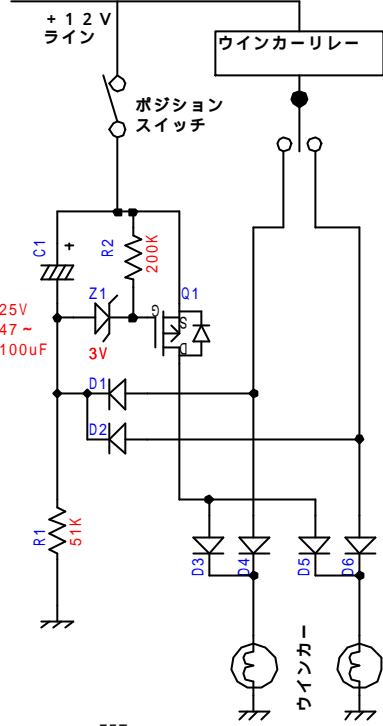 ＋１２Ｖ
ライン
ウインカーリレー
ポジション
スイッチ
C1
+
R2
200K
Z1
Q1
G
S
D
25V
47～
100uF
3V
D1
D2
R1
51K
D3
D4
D5
D6
ウインカー